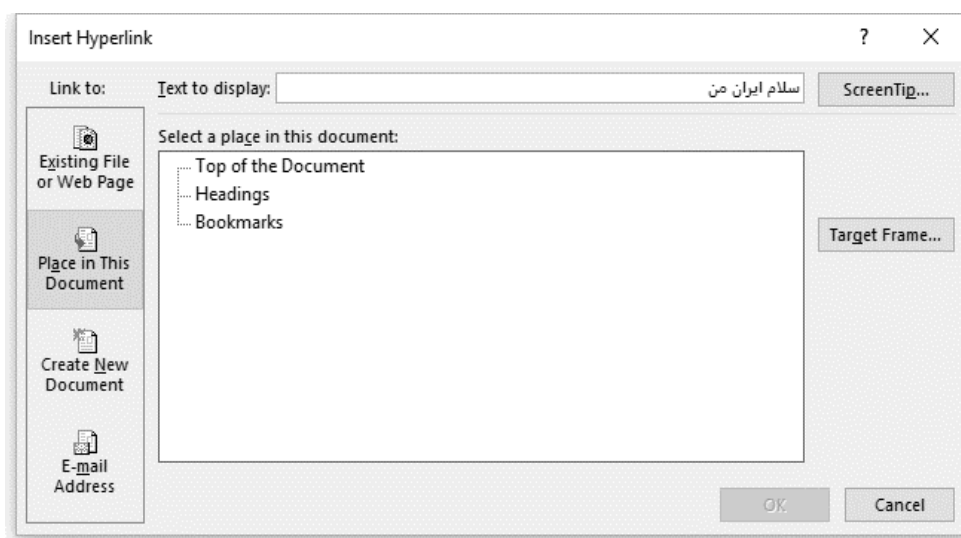 Insert Hyperlink
Link to:
Text to display: سلام ایران من
ScreenTip...
Existing File
or Web Page
Place in This
Document
Create New
Document
E-mail
Address
Select a place in this document:
Top of the Document
Headings
Bookmarks
Target Frame...
OK
Cancel